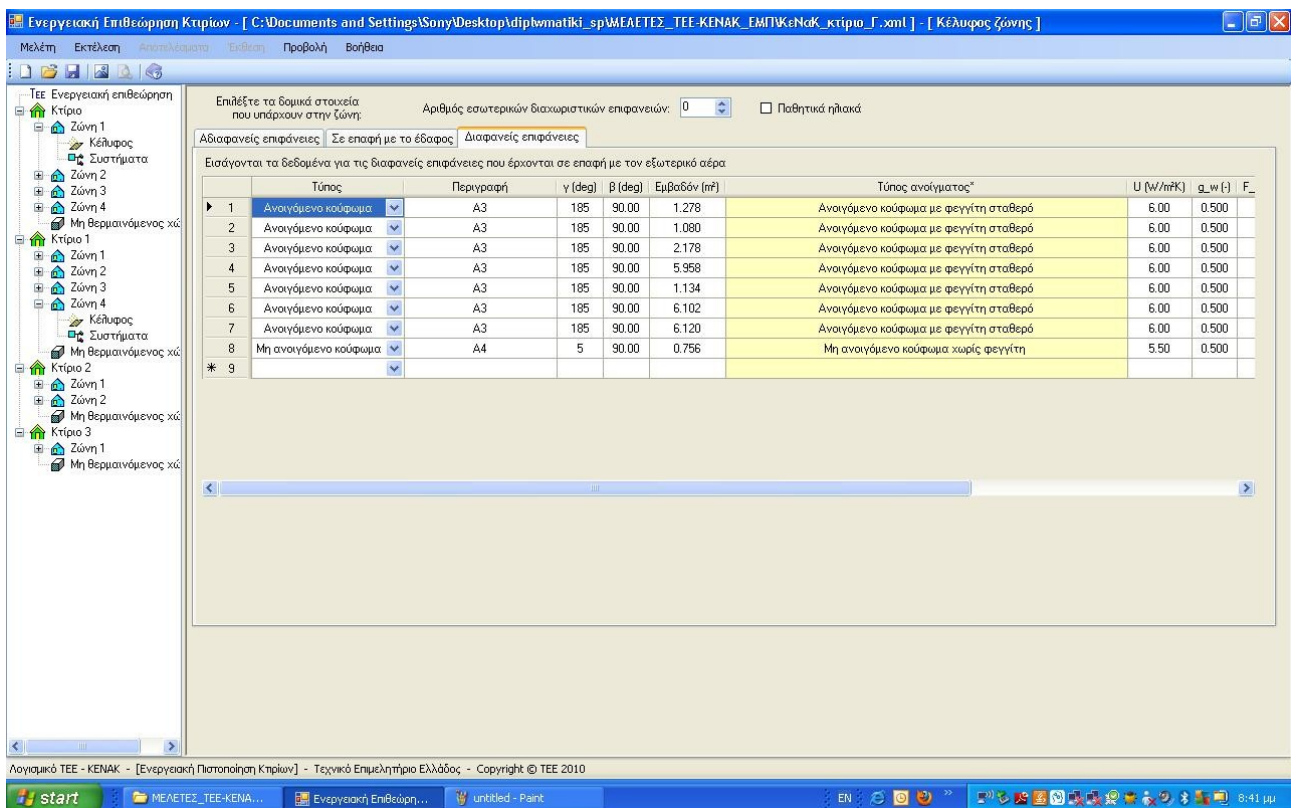 Ενεργειακή Επιθεώρηση Κτιρίων - [ C:\Documents and Settings\Sony\Desktop\diplwmatiki_sp\ΜΕΛΕΤΕΣ_ΤΕΕ-ΚΕΝΑΚ_ΕΜΠ\ΚεΝαΚ_κτίριο_Γ.xml ] - [ Κέλυφος ζώνης ]
Μελέτη Εκτέλεση Αποτελέσματα Έκθεση Προβολή Βοήθεια
ΤΕΕ Ενεργειακή επιθεώρηση
Κτίριο
Ζώνη 1
Κέλυφος
Συστήματα
Ζώνη 2
Ζώνη 3
Ζώνη 4
Μη θερμαινόμενος χώ
Κτίριο 1
Ζώνη 1
Ζώνη 2
Ζώνη 3
Ζώνη 4
Κέλυφος
Συστήματα
Μη θερμαινόμενος χώ
Κτίριο 2
Ζώνη 1
Ζώνη 2
Μη θερμαινόμενος χώ
Κτίριο 3
Ζώνη 1
Μη θερμαινόμενος χώ
Επιλέξτε τα δομικά στοιχεία
που υπάρχουν στην ζώνη:
Αριθμός εσωτερικών διαχωριστικών επιφανειών: 0
Παθητικά ηλιακά
Αδιαφανείς επιφάνειες Σε επαφή με το έδαφος Διαφανείς επιφάνειες
Εισάγονται τα δεδομένα για τις διαφανείς επιφάνειες που έρχονται σε επαφή με τον εξωτερικό αέρα
Τύπος Περιγραφή γ (deg) β (deg) Εμβαδόν (m²) Τύπος ανοίγματος* U (W/m²K) g_w (-) F_
1 Ανοιγόμενο κούφωμα A3 185 90.00 1.278 Ανοιγόμενο κούφωμα με φεγγίτη σταθερό 6.00 0.500
2 Ανοιγόμενο κούφωμα A3 185 90.00 1.080 Ανοιγόμενο κούφωμα με φεγγίτη σταθερό 6.00 0.500
3 Ανοιγόμενο κούφωμα A3 185 90.00 2.178 Ανοιγόμενο κούφωμα με φεγγίτη σταθερό 6.00 0.500
4 Ανοιγόμενο κούφωμα A3 185 90.00 5.958 Ανοιγόμενο κούφωμα με φεγγίτη σταθερό 6.00 0.500
5 Ανοιγόμενο κούφωμα A3 185 90.00 1.134 Ανοιγόμενο κούφωμα με φεγγίτη σταθερό 6.00 0.500
6 Ανοιγόμενο κούφωμα A3 185 90.00 6.102 Ανοιγόμενο κούφωμα με φεγγίτη σταθερό 6.00 0.500
7 Ανοιγόμενο κούφωμα A3 185 90.00 6.120 Ανοιγόμενο κούφωμα με φεγγίτη σταθερό 6.00 0.500
8 Μη ανοιγόμενο κούφωμα A4 5 90.00 0.756 Μη ανοιγόμενο κούφωμα χωρίς φεγγίτη 5.50 0.500
* 9
Λογισμικό ΤΕΕ - ΚΕΝΑΚ - [Ενεργειακή Πιστοποίηση Κτιρίων] - Τεχνικό Επιμελητήριο Ελλάδος - Copyright © TEE 2010
start ΜΕΛΕΤΕΣ_ΤΕΕ-ΚΕΝΑ... Ενεργειακή Επιθεώρη... untitled - Paint EN 8:41 μμ